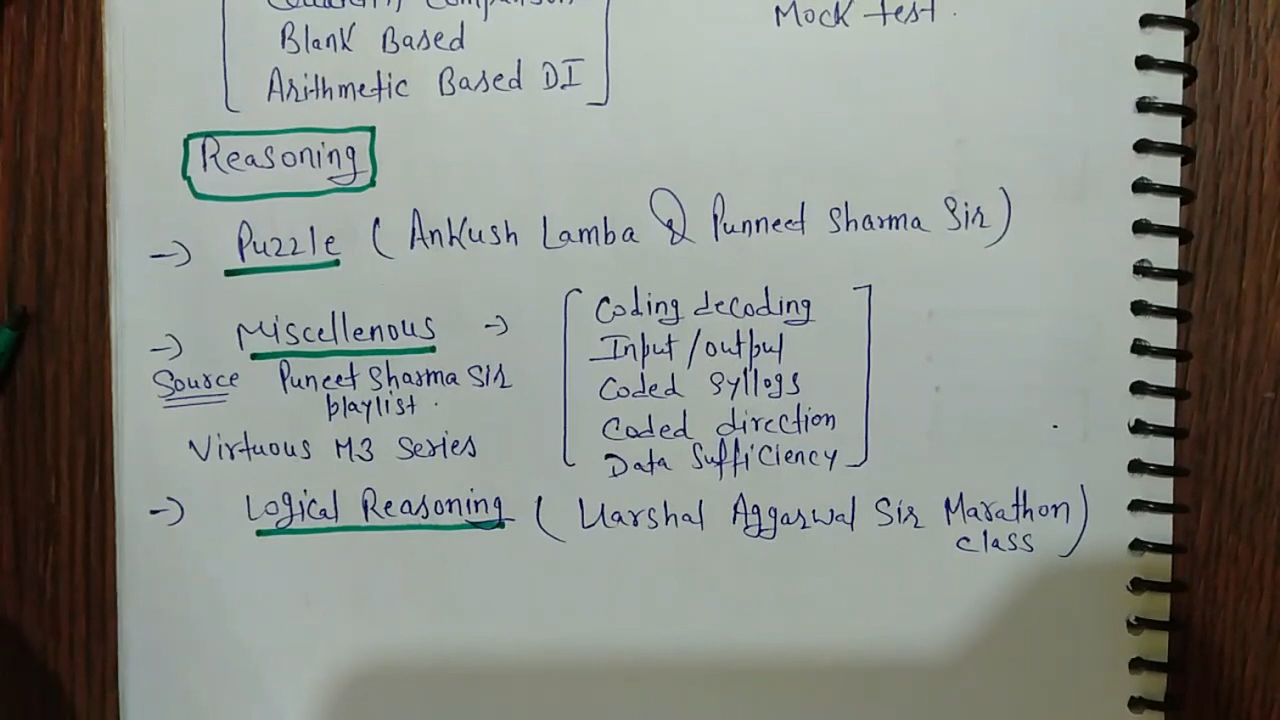 Mock test.
Blank Based
Arithmetic Based DI
Reasoning
→ Puzzle ( Ankush Lamba & Punneet Sharma Sir )
→ Miscellenous →
Source Puneet Sharma Sir
playlist.
Virtuous M3 Series
Coding decoding
Input/output
Coded Syllogs
Coded direction
Data Sufficiency
→ Logical Reasoning ( Harshal Aggarwal Sir Marathon
class )